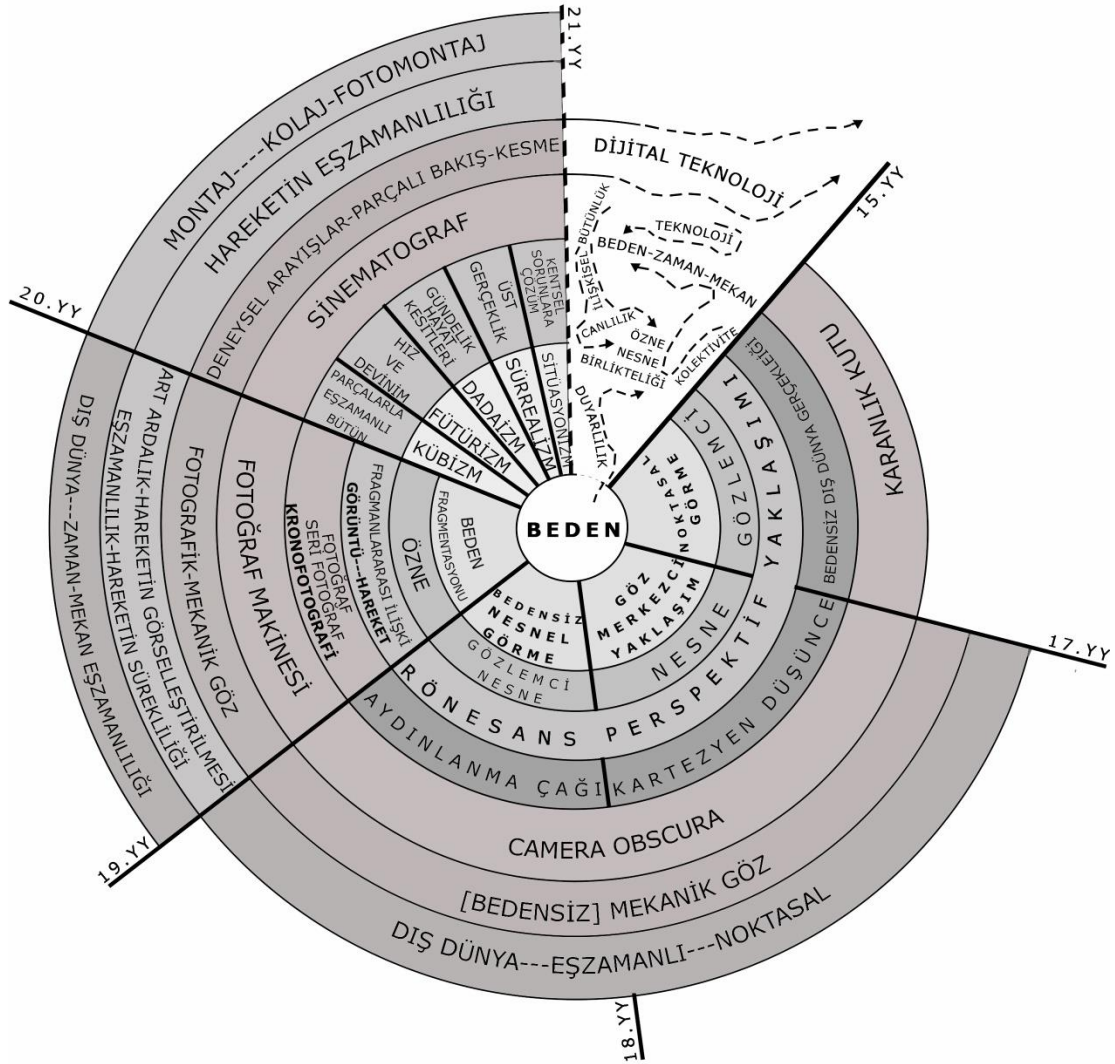 BEDEN
15.YY
KARANLIK KUTU
BEDENSİZ DIŞ DÜNYA GERÇEKLEĞİ
RÖNESANS PERSPEKTİF YAKLAŞIMI
GÖZLEMCİ
NOKTASAL
GÖRME
17.YY
GÖZ
MERKEZCİ
YAKLAŞIM
NESNE
KARTEZYEN DÜŞÜNCE
CAMERA OBSCURA
[BEDENSİZ] MEKANİK GÖZ
DIŞ DÜNYA---EŞZAMANLI---NOKTASAL
18.YY
BEDENSİZ
NESNEL
GÖRME
GÖZLEMCİ
NESNE
AYDINLANMA ÇAĞI
19.YY
BEDEN
FRAGMENTASYONU
ÖZNE
FRAGMANLARARASI İLİŞKİ
GÖRÜNTÜ---HAREKET
FOTOĞRAF
SERİ FOTOĞRAF
KRONOFOTOGRAFİ
FOTOĞRAF MAKİNESİ
FOTOGRAFİK-MEKANİK GÖZ
ART ARDALIK-HAREKETİN GÖRSELLEŞTİRİLMESİ
EŞZAMANLILIK-HAREKETİN SÜREKLİLİĞİ
DIŞ DÜNYA---ZAMAN-MEKAN EŞZAMANLILIĞI
20.YY
KÜBİZM
PARÇALARLA
EŞZAMANLI
BÜTÜN
FÜTÜRİZM
HIZ
VE
DEVİNİM
DADAİZM
GÜNDELİK
HAYAT
KESİTLERİ
SÜRREALİZM
GERÇEKLİK
ÜST
SİTÜASYONİZM
KENTSEL
SORUNLARA
ÇÖZÜM
SİNEMATOGRAF
DENEYSEL ARAYIŞLAR-PARÇALI BAKIŞ-KESME
HAREKETİN EŞZAMANLILIĞI
MONTAJ----KOLAJ-FOTOMONTAJ
21.YY
DİJİTAL TEKNOLOJİ
TEKNOLOJİ
BEDEN-ZAMAN-MEKAN
İLİŞKİSEL BÜTÜNLÜK
CANLILIK
ÖZNE
NESNE
BİRLİKTELİĞİ
KOLEKTİVİTE
DUYARLILIK